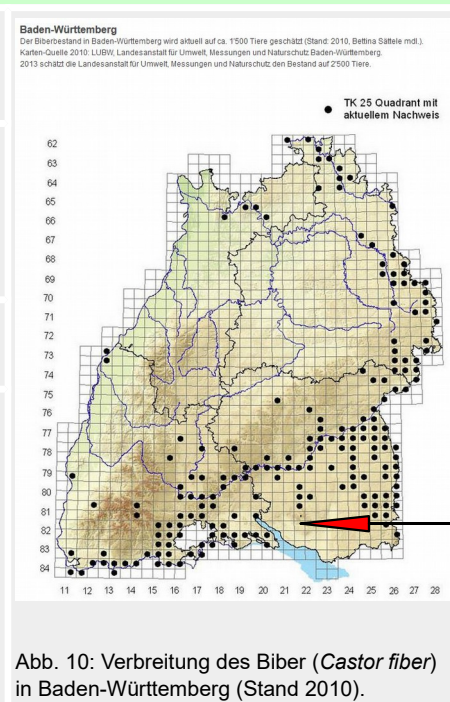 Baden-Württemberg
Der Biberbestand in Baden-Württemberg wird aktuell auf ca. 1'500 Tiere geschätzt (Stand: 2010, Bettina Sättele mdl.).
Karten-Quelle 2010: LUBW, Landesanstalt für Umwelt, Messungen und Naturschutz Baden-Württemberg.
2013 schätzt die Landesanstalt für Umwelt, Messungen und Naturschutz den Bestand auf 2'500 Tiere.
TK 25 Quadrant mit
aktuellem Nachweis
62
63
64
65
66
67
68
69
70
71
72
73
74
75
76
77
78
79
80
81
82
83
84
11 12 13 14 15 16 17 18 19 20 21 22 23 24 25 26 27 28
Abb. 10: Verbreitung des Biber (Castor fiber)
in Baden-Württemberg (Stand 2010).